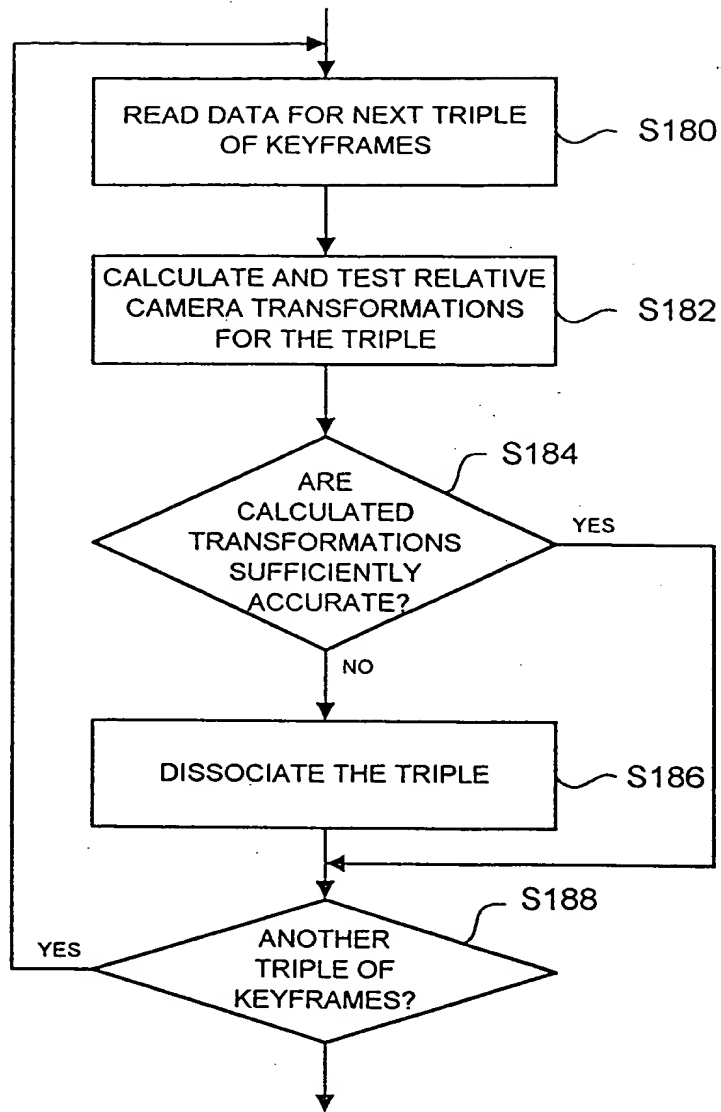 READ DATA FOR NEXT TRIPLE
OF KEYFRAMES
S180
CALCULATE AND TEST RELATIVE
CAMERA TRANSFORMATIONS
FOR THE TRIPLE
S182
S184
ARE
CALCULATED
TRANSFORMATIONS
SUFFICIENTLY
ACCURATE?
YES
NO
DISSOCIATE THE TRIPLE
S186
S188
YES
ANOTHER
TRIPLE OF
KEYFRAMES?